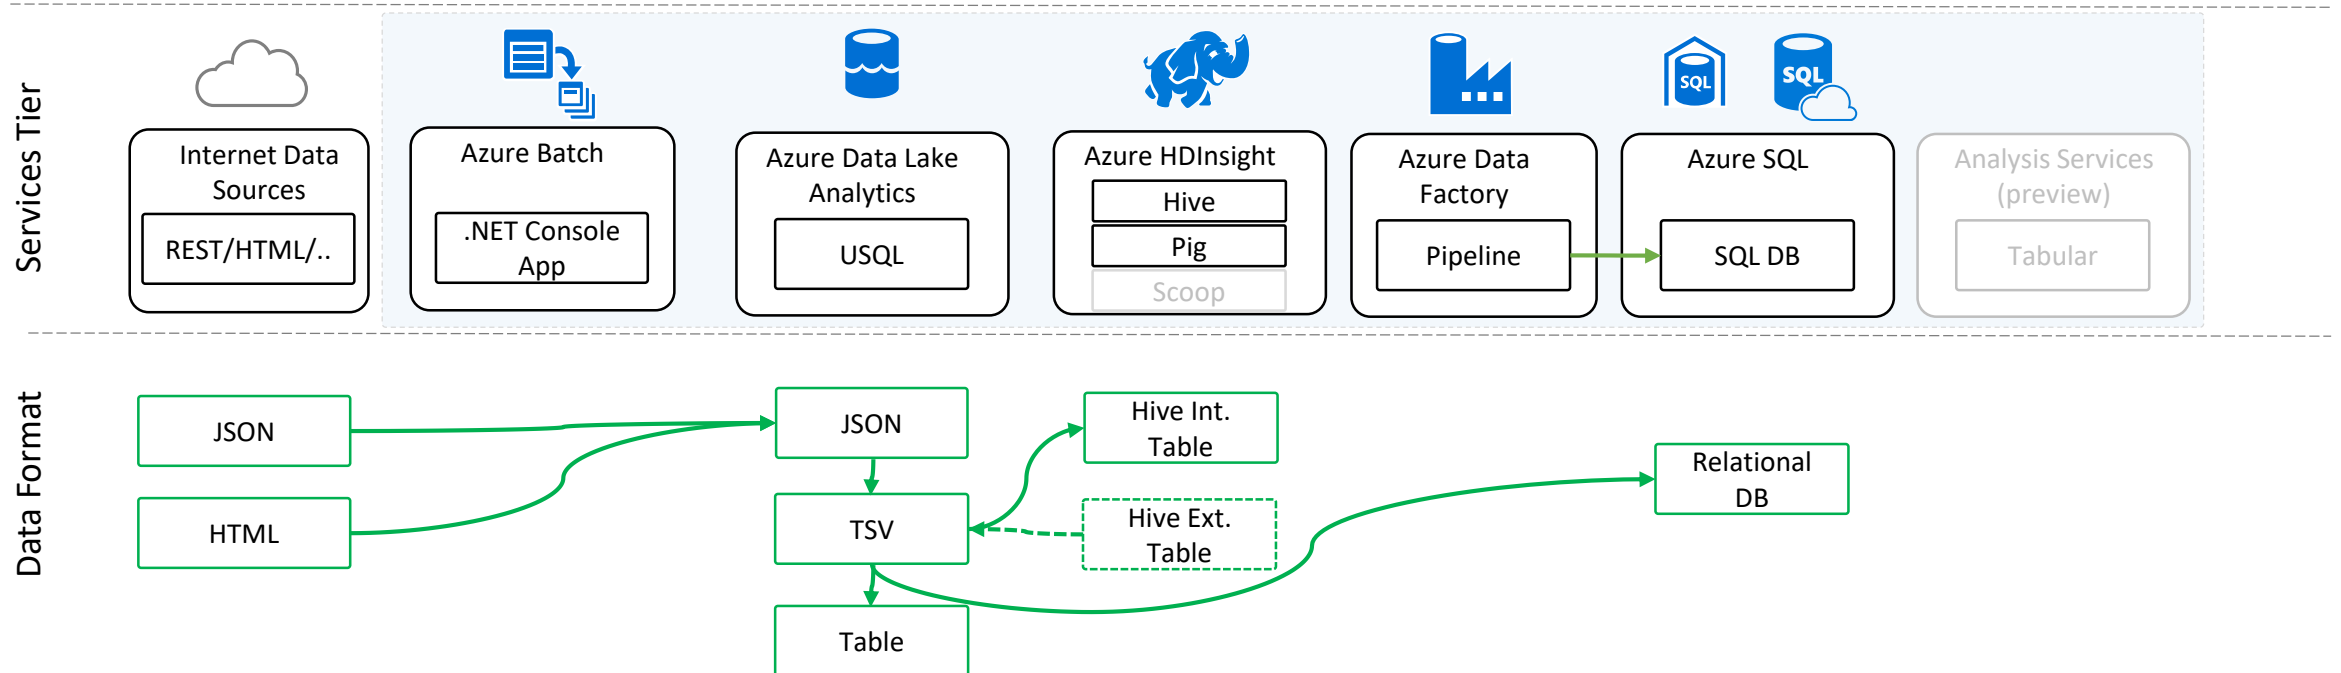 Services Tier
SQL
SQL
Internet Data
Sources
REST/HTML/..
Azure Batch
.NET Console
App
Azure Data Lake
Analytics
USQL
Azure HDInsight
Hive
Pig
Scoop
Azure Data
Factory
Pipeline
Azure SQL
SQL DB
Analysis Services
(preview)
Tabular
Data Format
JSON
HTML
JSON
TSV
Table
Hive Int.
Table
Hive Ext.
Table
Relational
DB